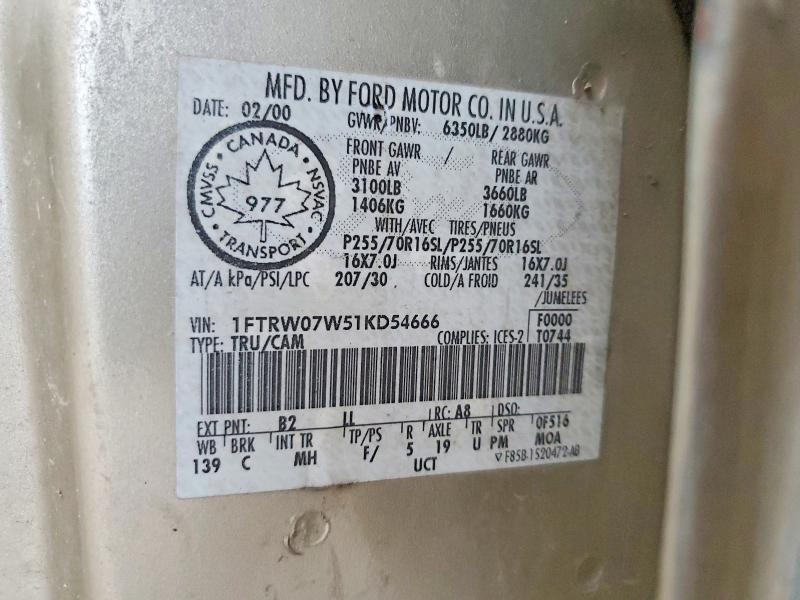 MFD. BY FORD MOTOR CO. IN U.S.A.
DATE: 02/00 GVWR/PNBV: 6350LB/ 2880KG
CMVSS · CANADA · NSVAC · TRANSPORT ·
977
FRONT GAWR / REAR GAWR
PNBE AV PNBE AR
3100LB 3660LB
1406KG 1660KG
WITH/AVEC TIRES/PNEUS
P255/70R16SL/P255/70R16SL
16X7.0J RIMS/JANTES 16X7.0J
AT/A kPa/PSI/LPC 207/30 COLD/A FROID 241/35
/JUMELEES
VIN: 1FTRW07W51KD54666 F0000
TYPE: TRU/CAM COMPLIES: ICES-2 T0744
EXT PNT: B2 LL RC: A8 DSO: 0F516
WB BRK INT TR TP/PS R AXLE TR SPR
139 C MH F/ 5 19 U PM MOA
UCT F85B-1520472-AB